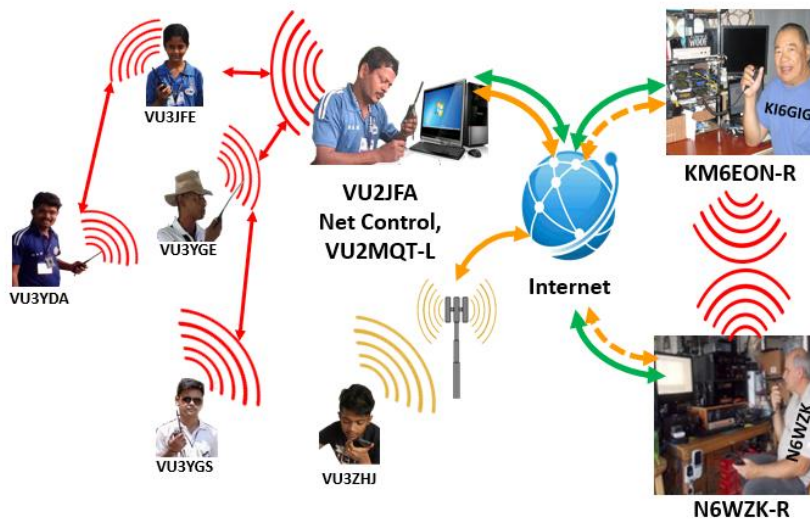 VU3JFE
KI6GIG
VU2JFA
Net Control,
VU2MQT-L
KM6EON-R
VU3YGE
VU3YDA
Internet
VU3YGS
VU3ZHJ
N6WZK
N6WZK-R